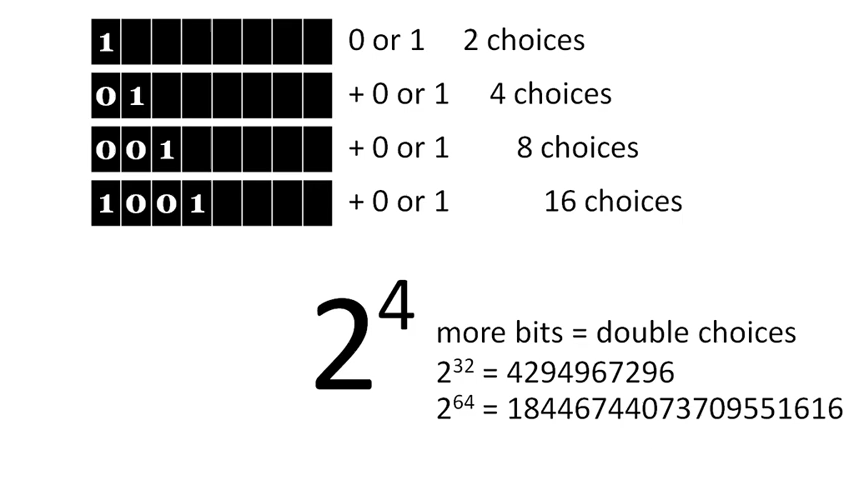 1 0 or 1 2 choices
0 1 + 0 or 1 4 choices
0 0 1 + 0 or 1 8 choices
1 0 0 1 + 0 or 1 16 choices
2⁴
more bits = double choices
2³² = 4294967296
2⁶⁴ = 18446744073709551616